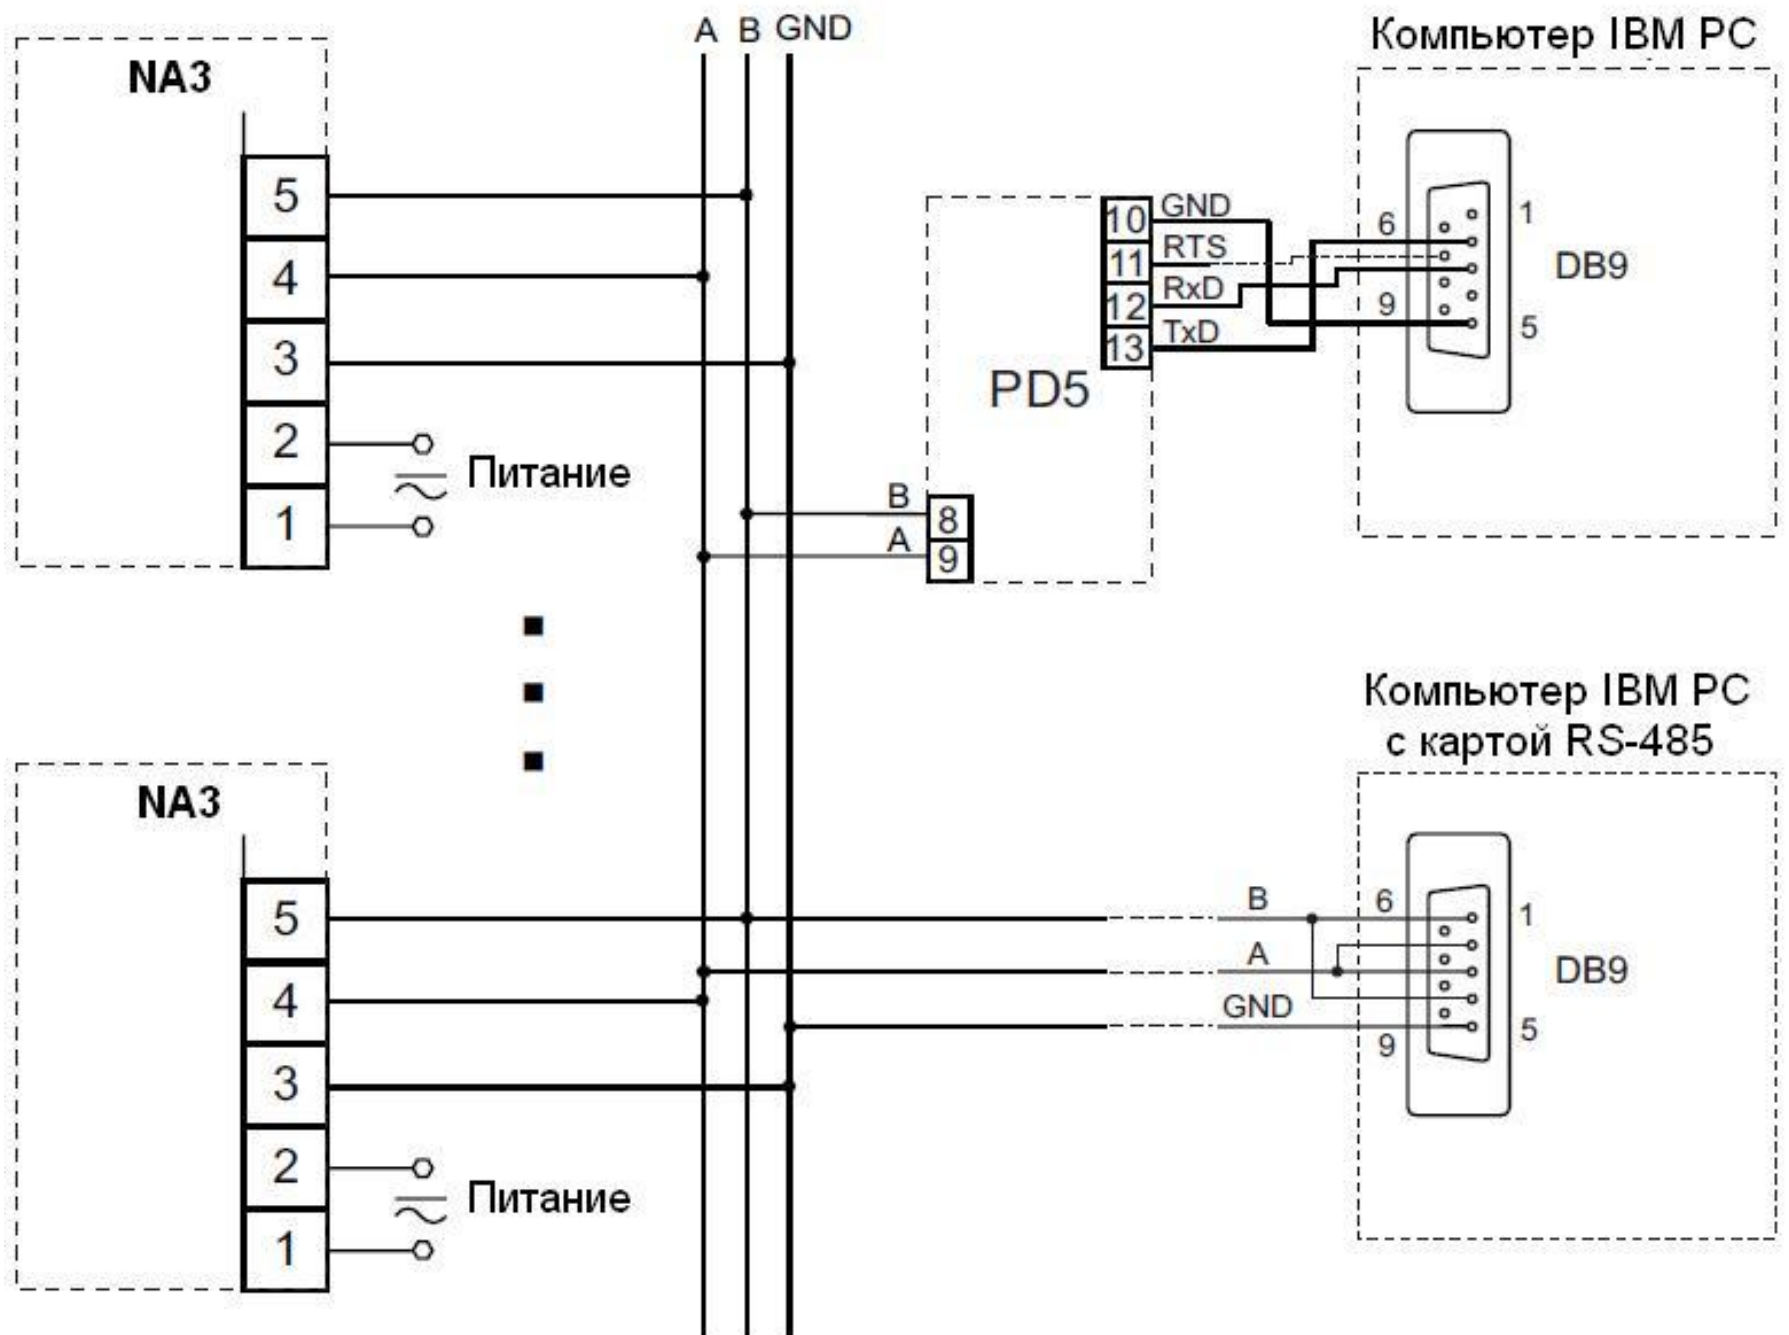 A B GND
Компьютер IBM PC
NA3
5
4
3
2
1
Питание
10 GND
11 RTS
12 RxD
13 TxD
PD5
B 8
A 9
6
9
1
5
DB9
Компьютер IBM PC
с картой RS-485
NA3
5
4
3
2
1
Питание
B
A
GND
6
9
1
5
DB9